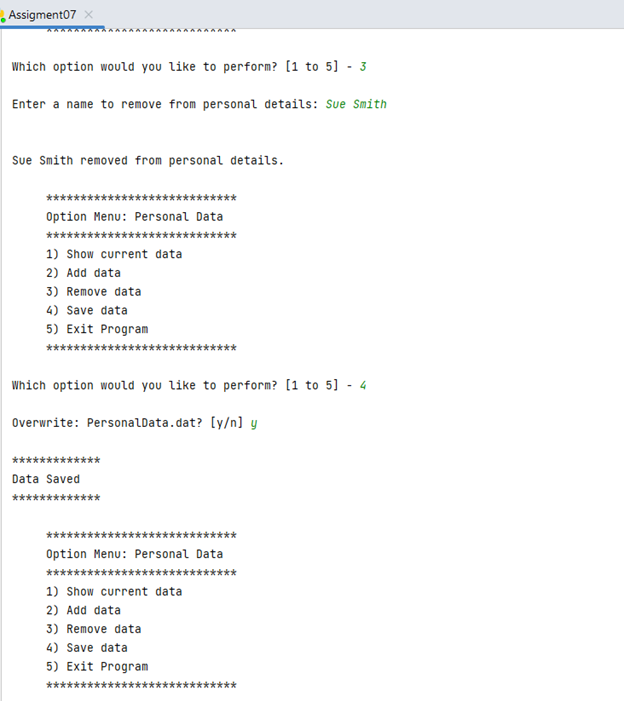 Assigment07
***************************
Which option would you like to perform? [1 to 5] - 3
Enter a name to remove from personal details: Sue Smith
Sue Smith removed from personal details.
****************************
Option Menu: Personal Data
****************************
1) Show current data
2) Add data
3) Remove data
4) Save data
5) Exit Program
****************************
Which option would you like to perform? [1 to 5] - 4
Overwrite: PersonalData.dat? [y/n] y
*************
Data Saved
*************
****************************
Option Menu: Personal Data
****************************
1) Show current data
2) Add data
3) Remove data
4) Save data
5) Exit Program
****************************